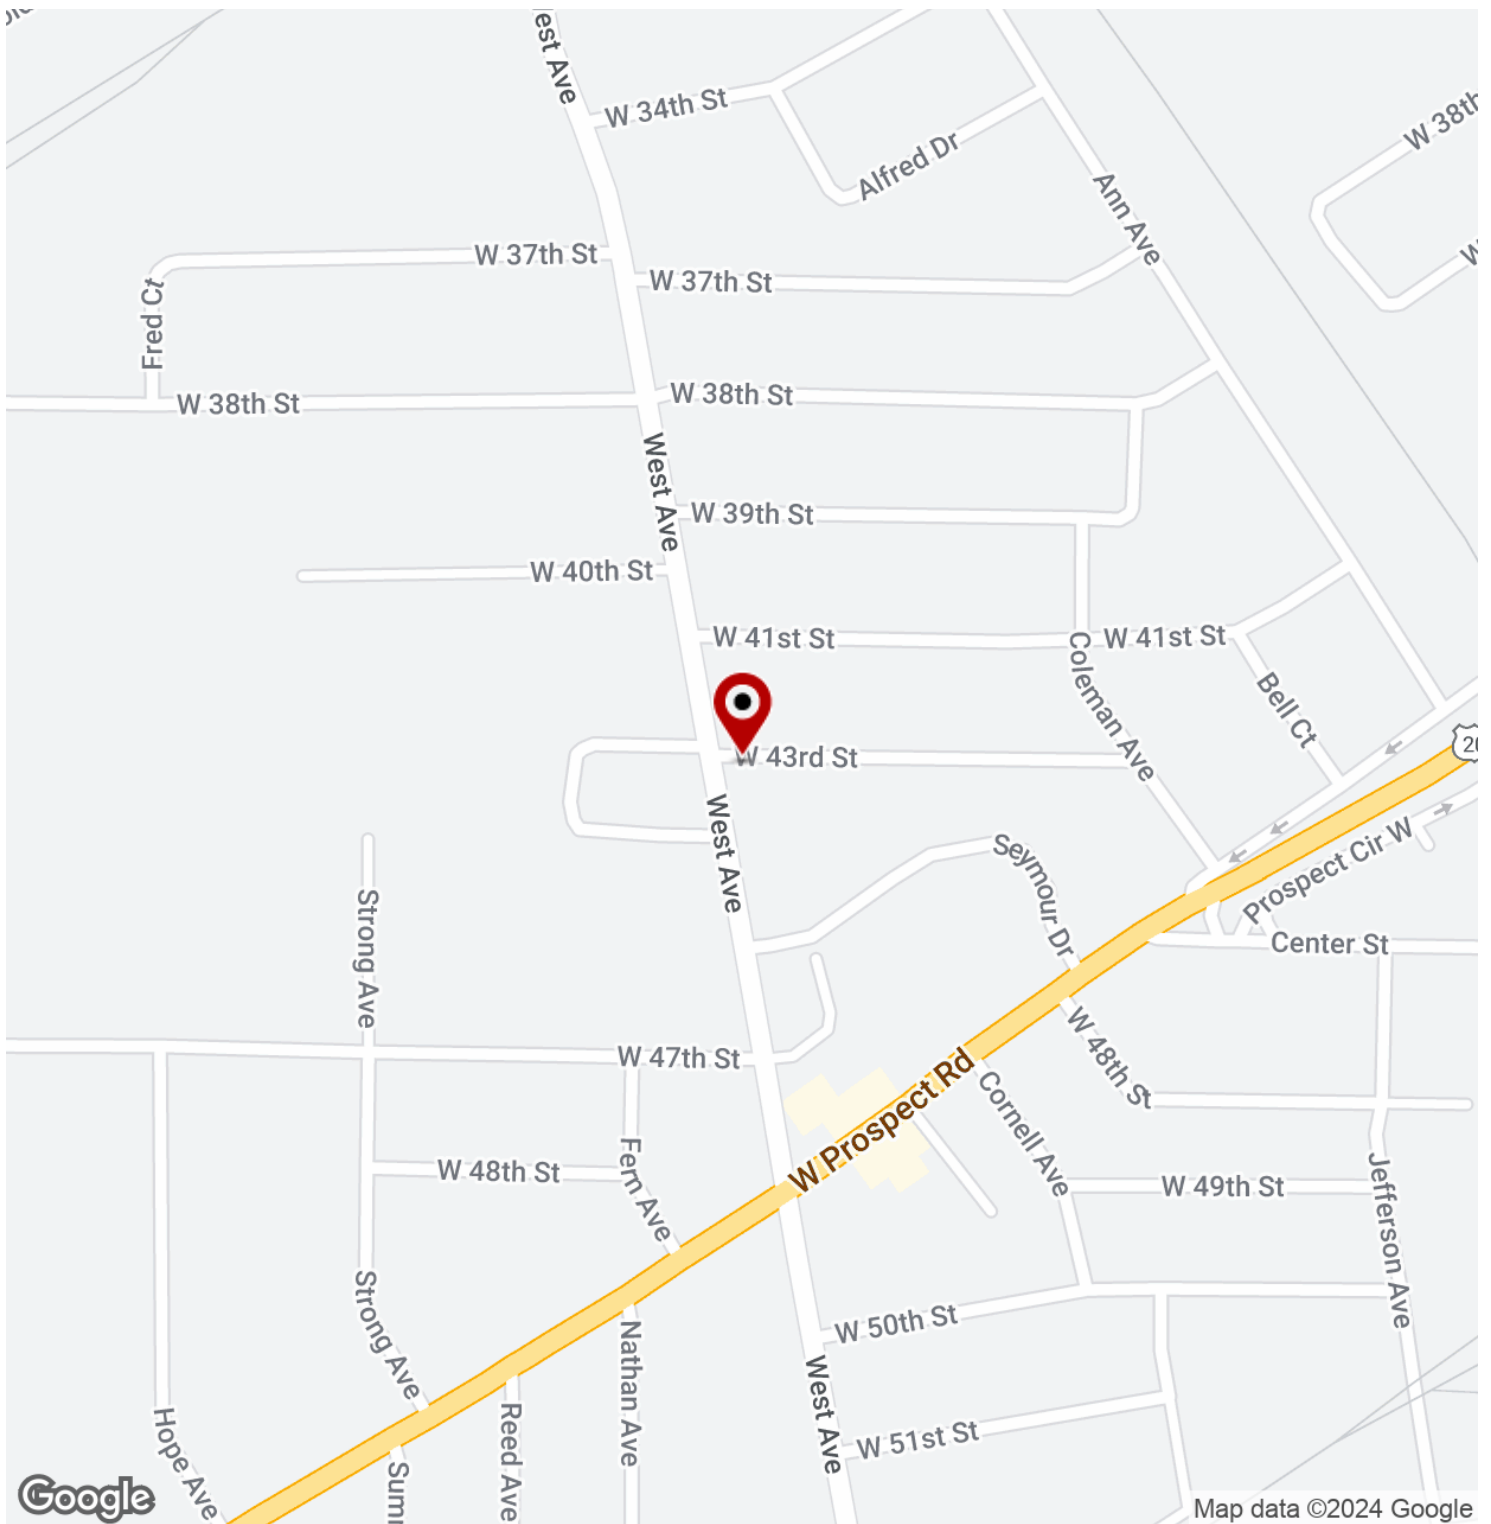 West Ave
W 34th St
W 38th
Alfred Dr
Ann Ave
W 37th St
W 37th St
Fred Ct
W 38th St
W 38th St
West Ave
W 39th St
W 40th St
W 41st St
W 41st St
Coleman Ave
Bell Ct
20
W 43rd St
West Ave
Prospect Cir W
Seymour Dr
Strong Ave
Center St
W 47th St
W 48th St
W Prospect Rd
Cornell Ave
Fern Ave
W 48th St
W 49th St
Jefferson Ave
Strong Ave
W 50th St
Nathan Ave
West Ave
Hope Ave
Reed Ave
W 51st St
Google
Map data ©2024 Google